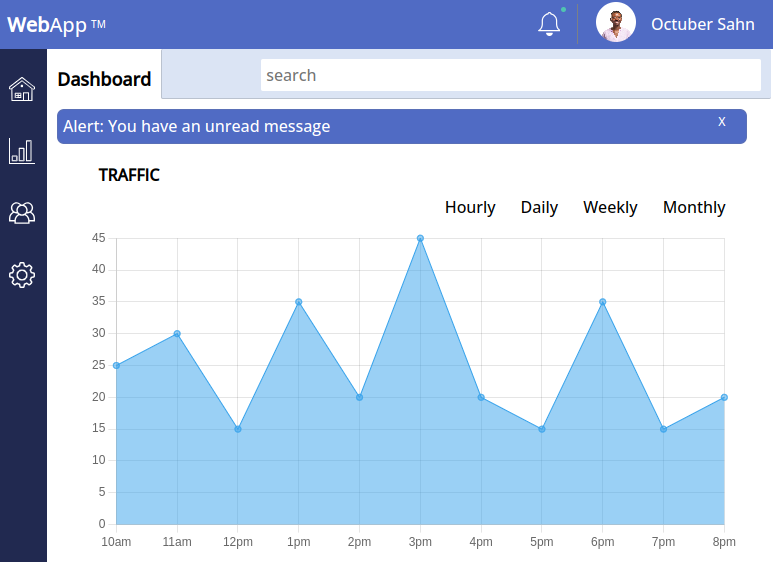 WebApp ™
Octuber Sahn
Dashboard
search
Alert: You have an unread message
X
TRAFFIC
Hourly Daily Weekly Monthly
45
40
35
30
25
20
15
10
5
0
10am 11am 12pm 1pm 2pm 3pm 4pm 5pm 6pm 7pm 8pm